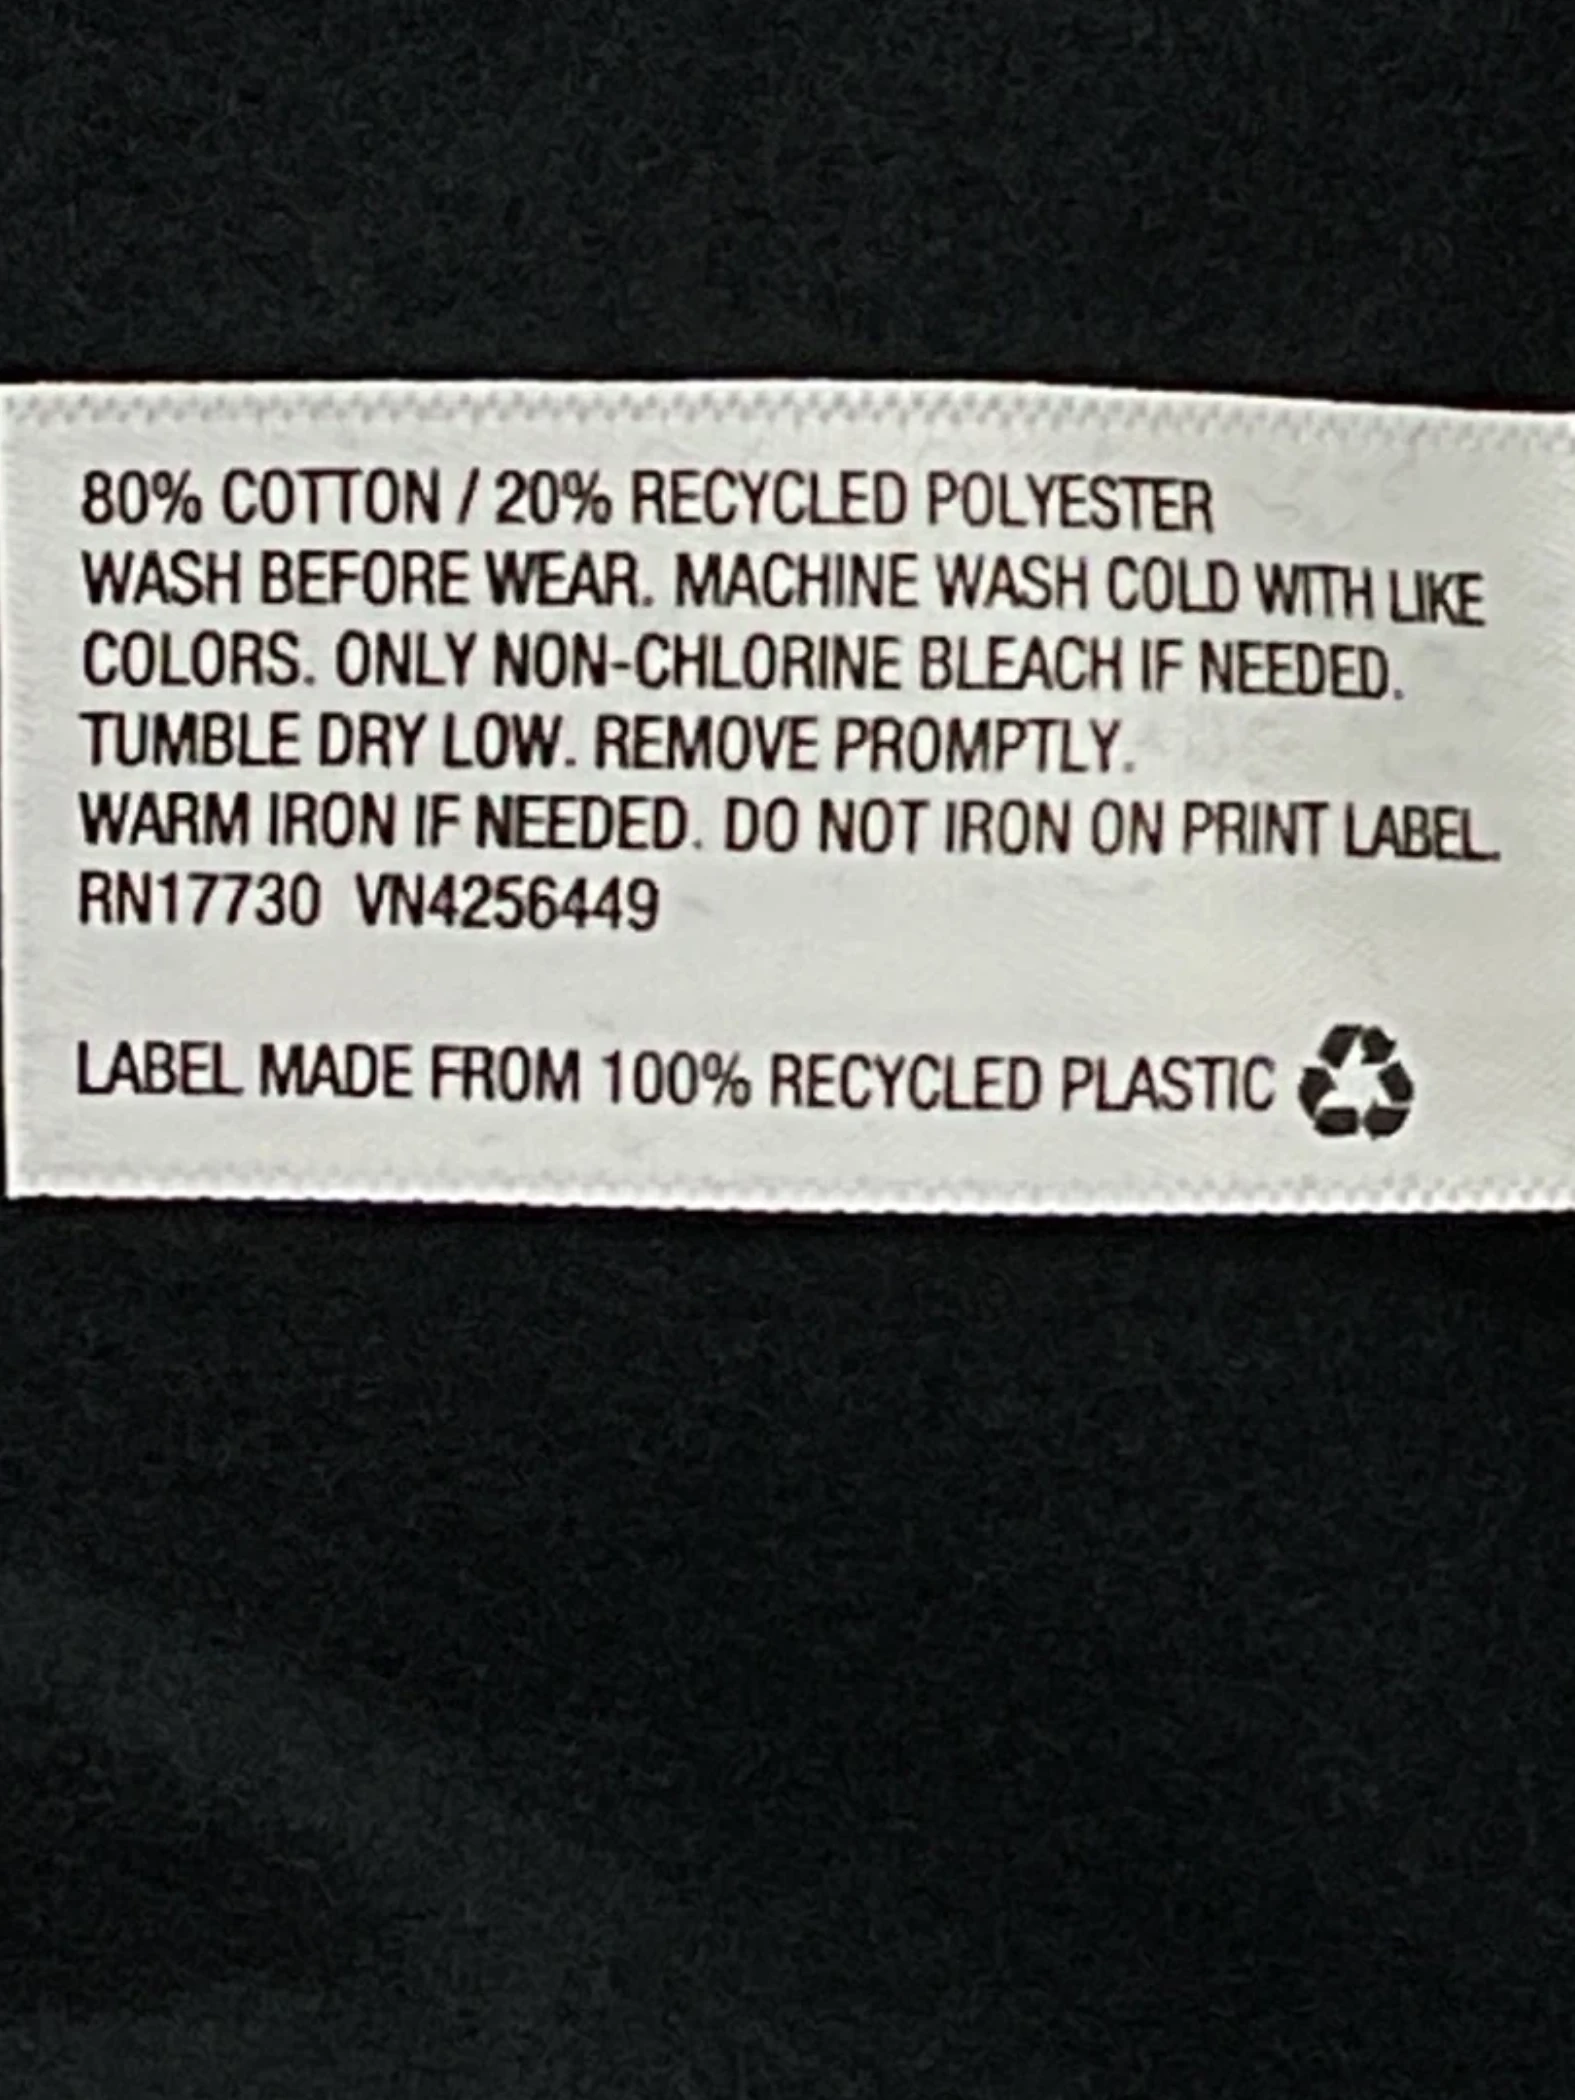 80% COTTON / 20% RECYCLED POLYESTER
WASH BEFORE WEAR. MACHINE WASH COLD WITH LIKE
COLORS. ONLY NON-CHLORINE BLEACH IF NEEDED.
TUMBLE DRY LOW. REMOVE PROMPTLY.
WARM IRON IF NEEDED. DO NOT IRON ON PRINT LABEL.
RN17730 VN4256449
LABEL MADE FROM 100% RECYCLED PLASTIC